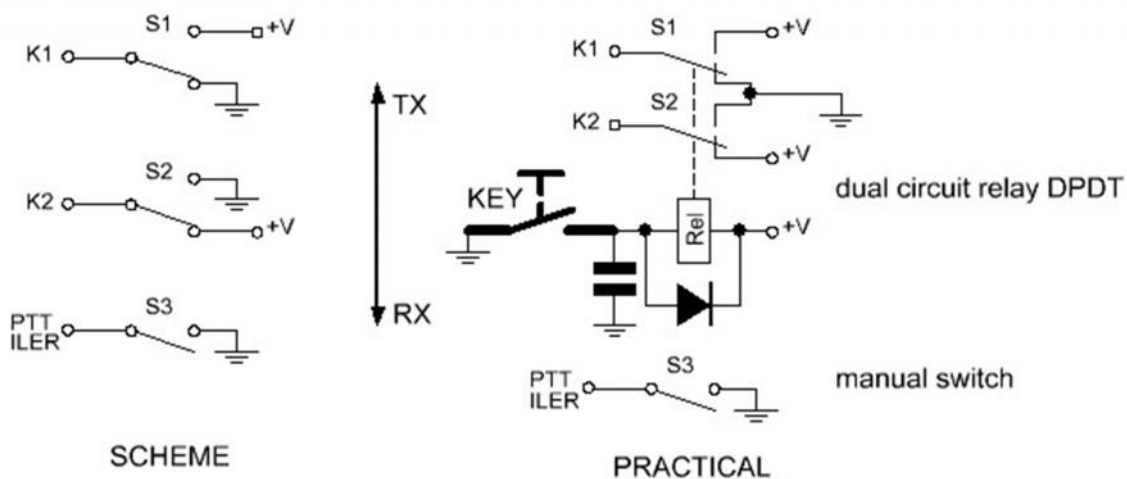 S1
+V
K1
S2
K2
+V
PTT
ILER
S3
SCHEME
TX
RX
S1
+V
K1
S2
K2
+V
KEY
Rel
+V
dual circuit relay DPDT
S3
PTT
ILER
manual switch
PRACTICAL